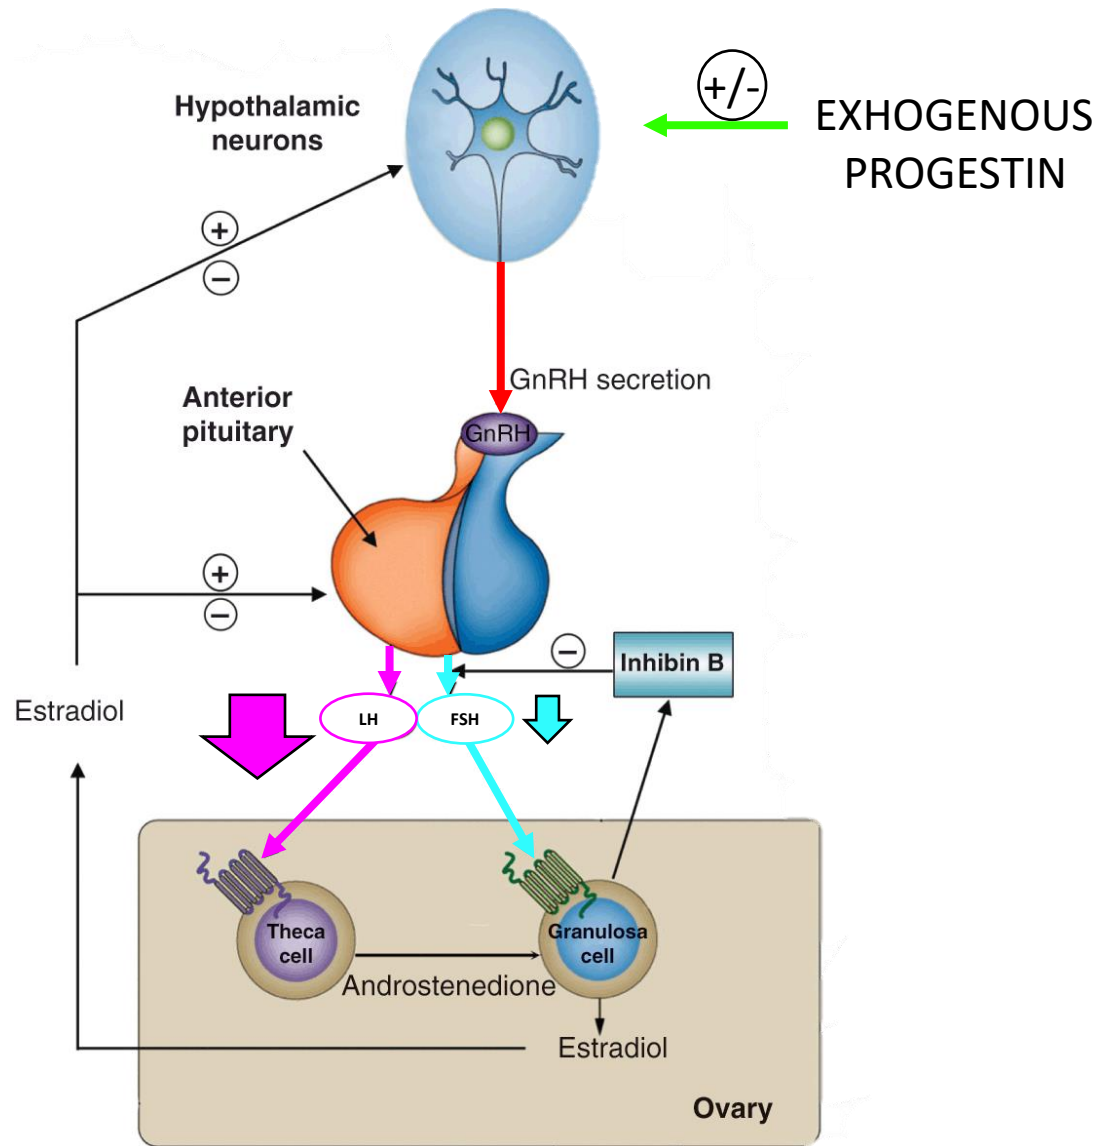 +/-
EXHOGENOUS
PROGESTIN
Hypothalamic
neurons
+
−
GnRH secretion
Anterior
pituitary
GnRH
+
−
−
Inhibin B
Estradiol
LH
FSH
Theca
cell
Granulosa
cell
Androstenedione
Estradiol
Ovary